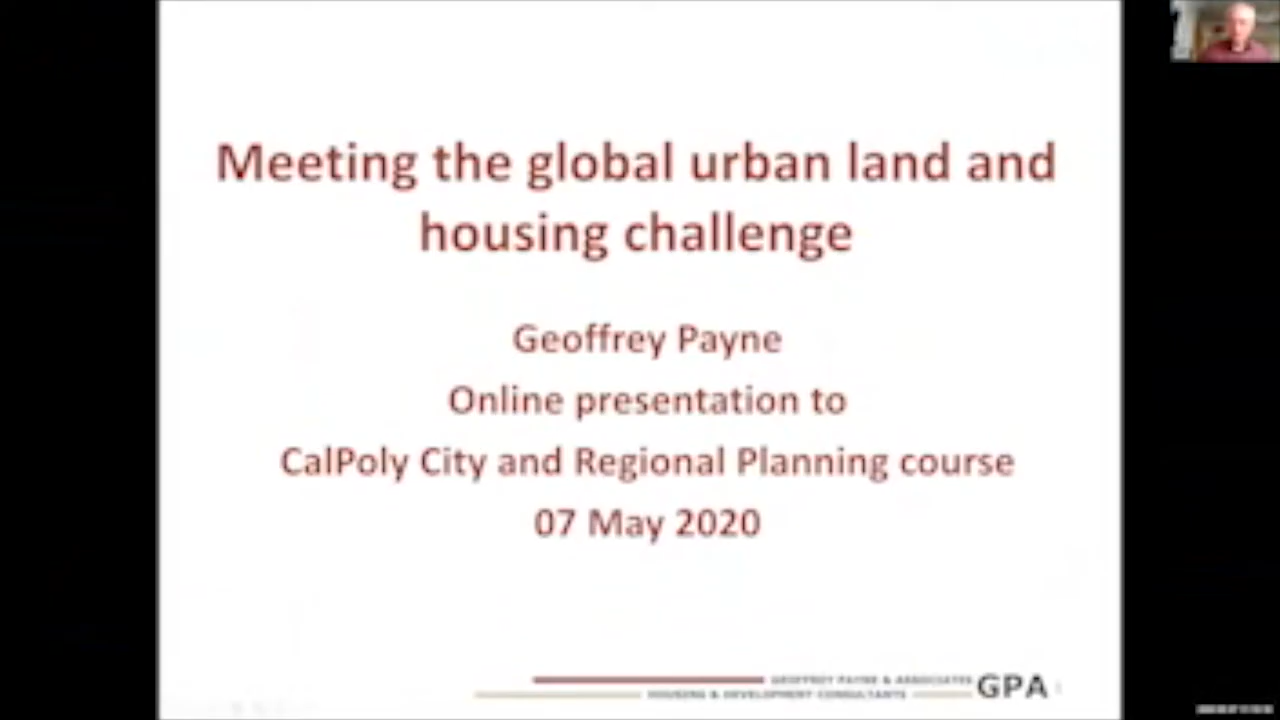 Meeting the global urban land and
housing challenge
Geoffrey Payne
Online presentation to
CalPoly City and Regional Planning course
07 May 2020
GEOFFREY PAYNE & ASSOCIATES
HOUSING & DEVELOPMENT CONSULTANTS
GPA